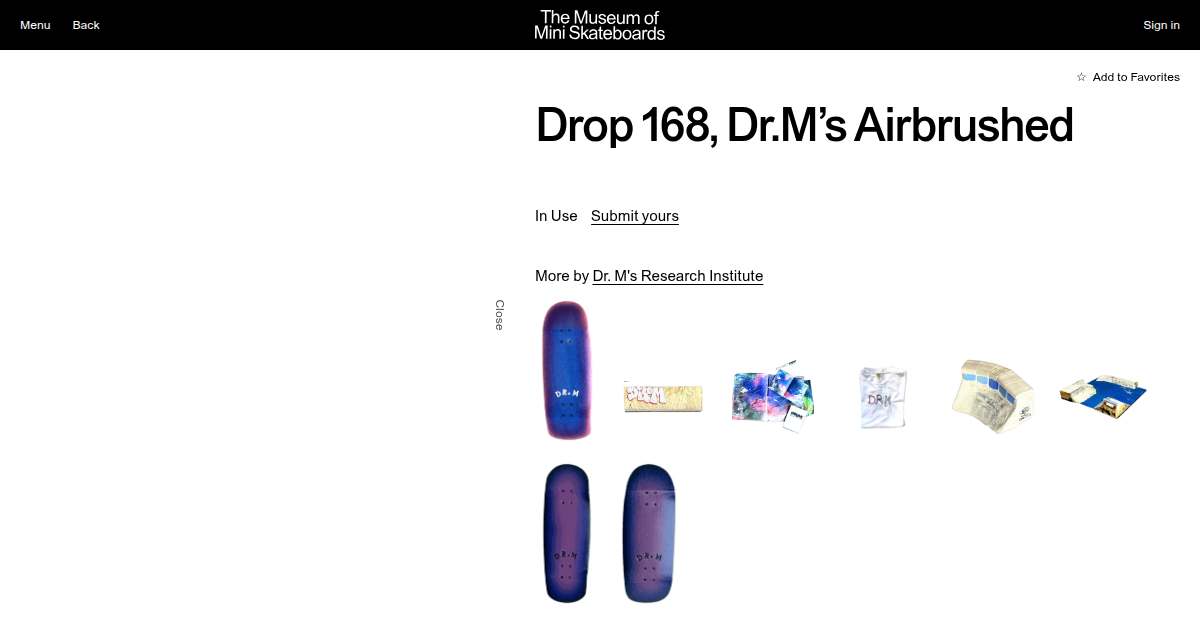 Menu
Back
The Museum of
Mini Skateboards
Sign in
☆ Add to Favorites
Drop 168, Dr.M’s Airbrushed
In Use
Submit yours
More by Dr. M's Research Institute
Close
DR.M
DRM
DR.M
DR.M